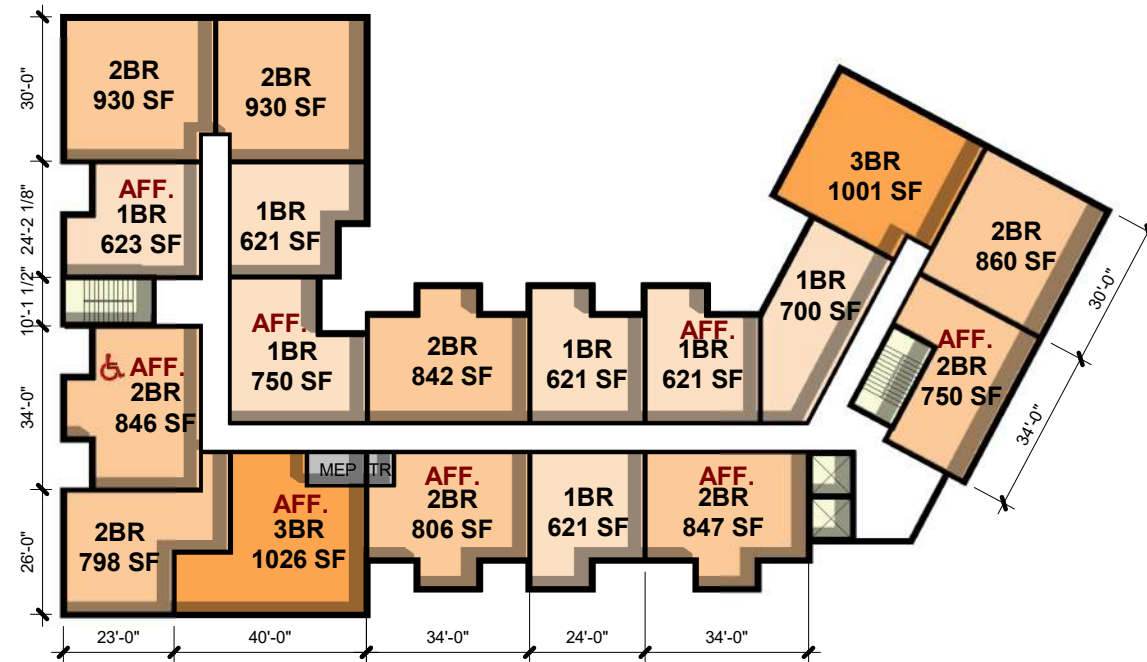 2BR
930 SF
2BR
930 SF
AFF.
1BR
623 SF
1BR
621 SF
AFF.
1BR
750 SF
AFF.
2BR
846 SF
2BR
798 SF
AFF.
3BR
1026 SF
MEP
TR
2BR
842 SF
1BR
621 SF
AFF.
1BR
621 SF
1BR
700 SF
3BR
1001 SF
2BR
860 SF
AFF.
2BR
750 SF
AFF.
2BR
806 SF
1BR
621 SF
AFF.
2BR
847 SF
30'-0"
24'-2 1/8"
10'-1 1/2"
34'-0"
26'-0"
23'-0"
40'-0"
34'-0"
24'-0"
34'-0"
30'-0"
34'-0"